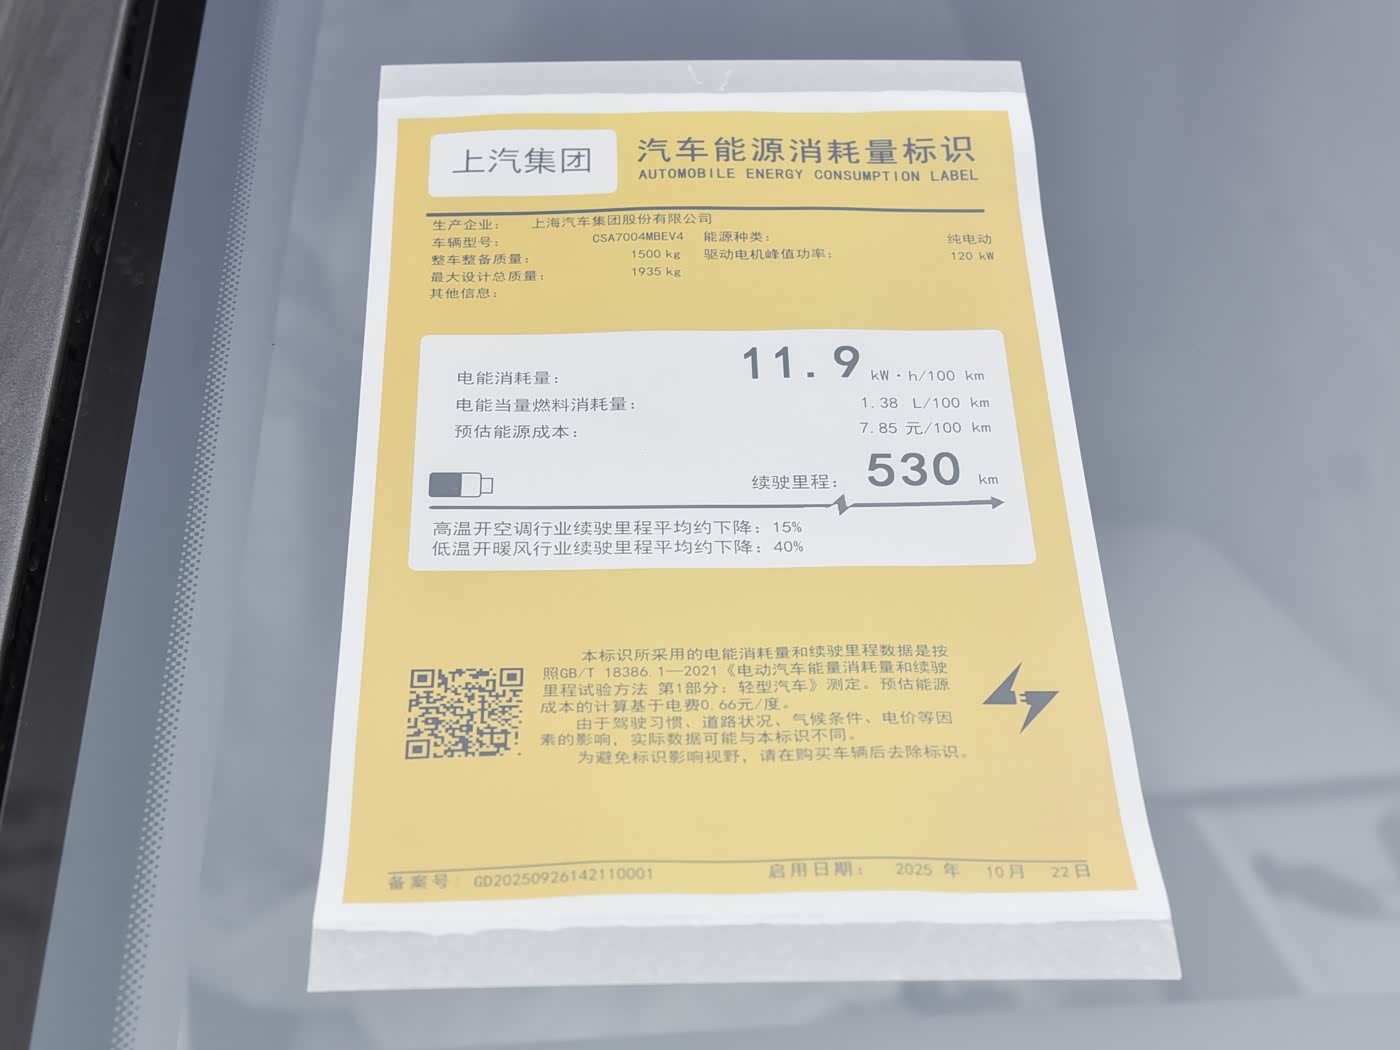 上汽集团
汽车能源消耗量标识
AUTOMOBILE ENERGY CONSUMPTION LABEL
生产企业： 上海汽车集团股份有限公司
车辆型号： CSA7004MBEV4 能源种类： 纯电动
整车整备质量： 1500 kg 驱动电机峰值功率： 120 kW
最大设计总质量： 1935 kg
其他信息：
电能消耗量： 11.9 kW·h/100 km
电能当量燃料消耗量： 1.38 L/100 km
预估能源成本： 7.85 元/100 km
续驶里程： 530 km
高温开空调行业续驶里程平均约下降：15%
低温开暖风行业续驶里程平均约下降：40%
本标识所采用的电能消耗量和续驶里程数据是按
照GB/T 18386.1—2021《电动汽车能量消耗量和续驶
里程试验方法 第1部分：轻型汽车》测定。预估能源
成本的计算基于电费0.66元/度。
由于驾驶习惯、道路状况、气候条件、电价等因
素的影响，实际数据可能与本标识不同。
为避免标识影响视野，请在购买车辆后去除标识。
备案号：GD20250926142110001 启用日期： 2025 年 10月 22日